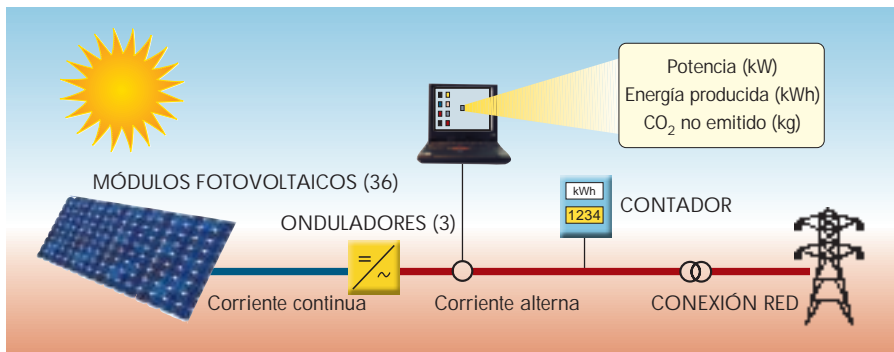 Potencia (kW)
Energía producida (kWh)
CO₂ no emitido (kg)
MÓDULOS FOTOVOLTAICOS (36)
ONDULADORES (3)
kWh
1234
CONTADOR
Corriente continua
Corriente alterna
CONEXIÓN RED